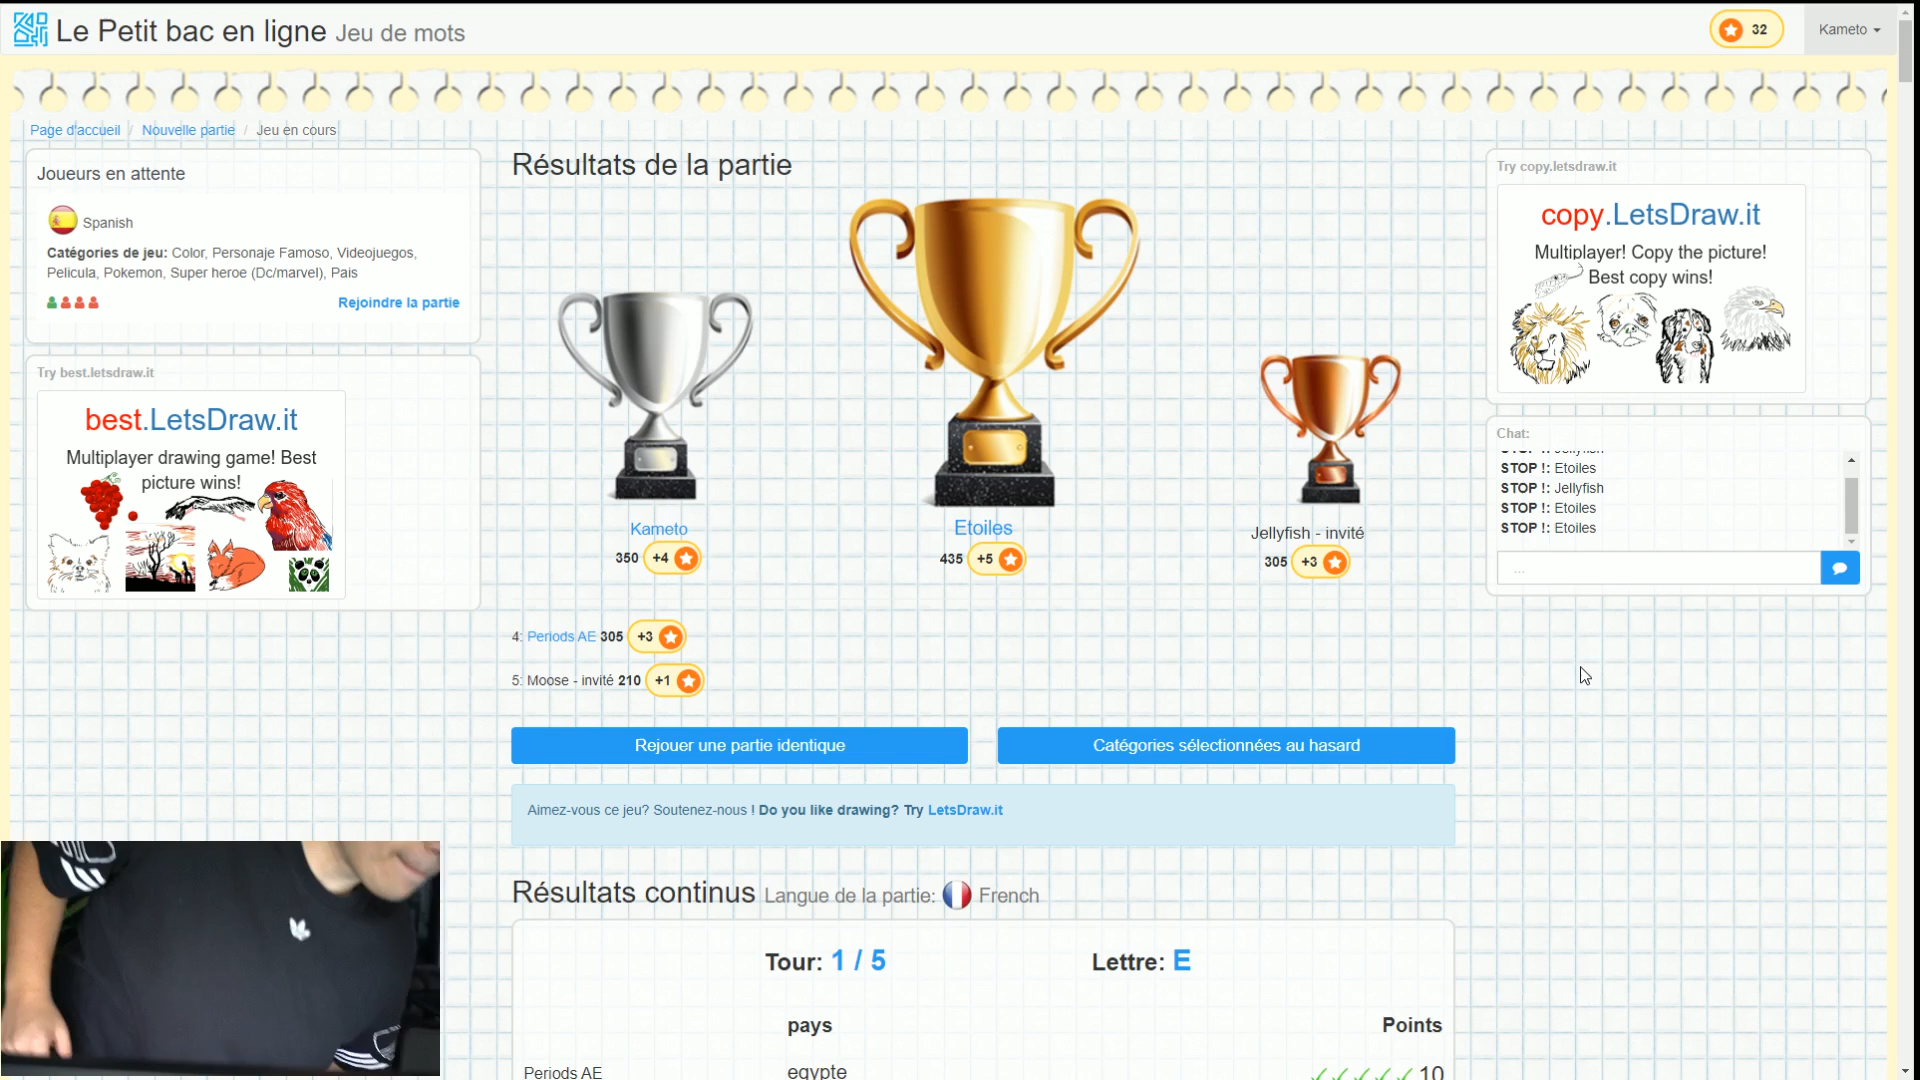 Le Petit bac en ligne Jeu de mots
32
Kameto
Page d'accueil / Nouvelle partie / Jeu en cours
Joueurs en attente
Spanish
Catégories de jeu: Color, Personaje Famoso, Videojuegos,
Pelicula, Pokemon, Super heroe (Dc/marvel), Pais
Rejoindre la partie
Try best.letsdraw.it
best.LetsDraw.it
Multiplayer drawing game! Best
picture wins!
Résultats de la partie
Kameto
350 +4
Etoiles
435 +5
Jellyfish - invité
305 +3
4: Periods AE 305 +3
5: Moose - invité 210 +1
Rejouer une partie identique
Catégories sélectionnées au hasard
Aimez-vous ce jeu? Soutenez-nous ! Do you like drawing? Try LetsDraw.it
Résultats continus Langue de la partie: French
Tour: 1 / 5
Lettre: E
pays
Points
Periods AE
egypte
10
Try copy.letsdraw.it
copy.LetsDraw.it
Multiplayer! Copy the picture!
Best copy wins!
Chat:
STOP !: Jellyfish
STOP !: Etoiles
STOP !: Jellyfish
STOP !: Etoiles
STOP !: Etoiles
...